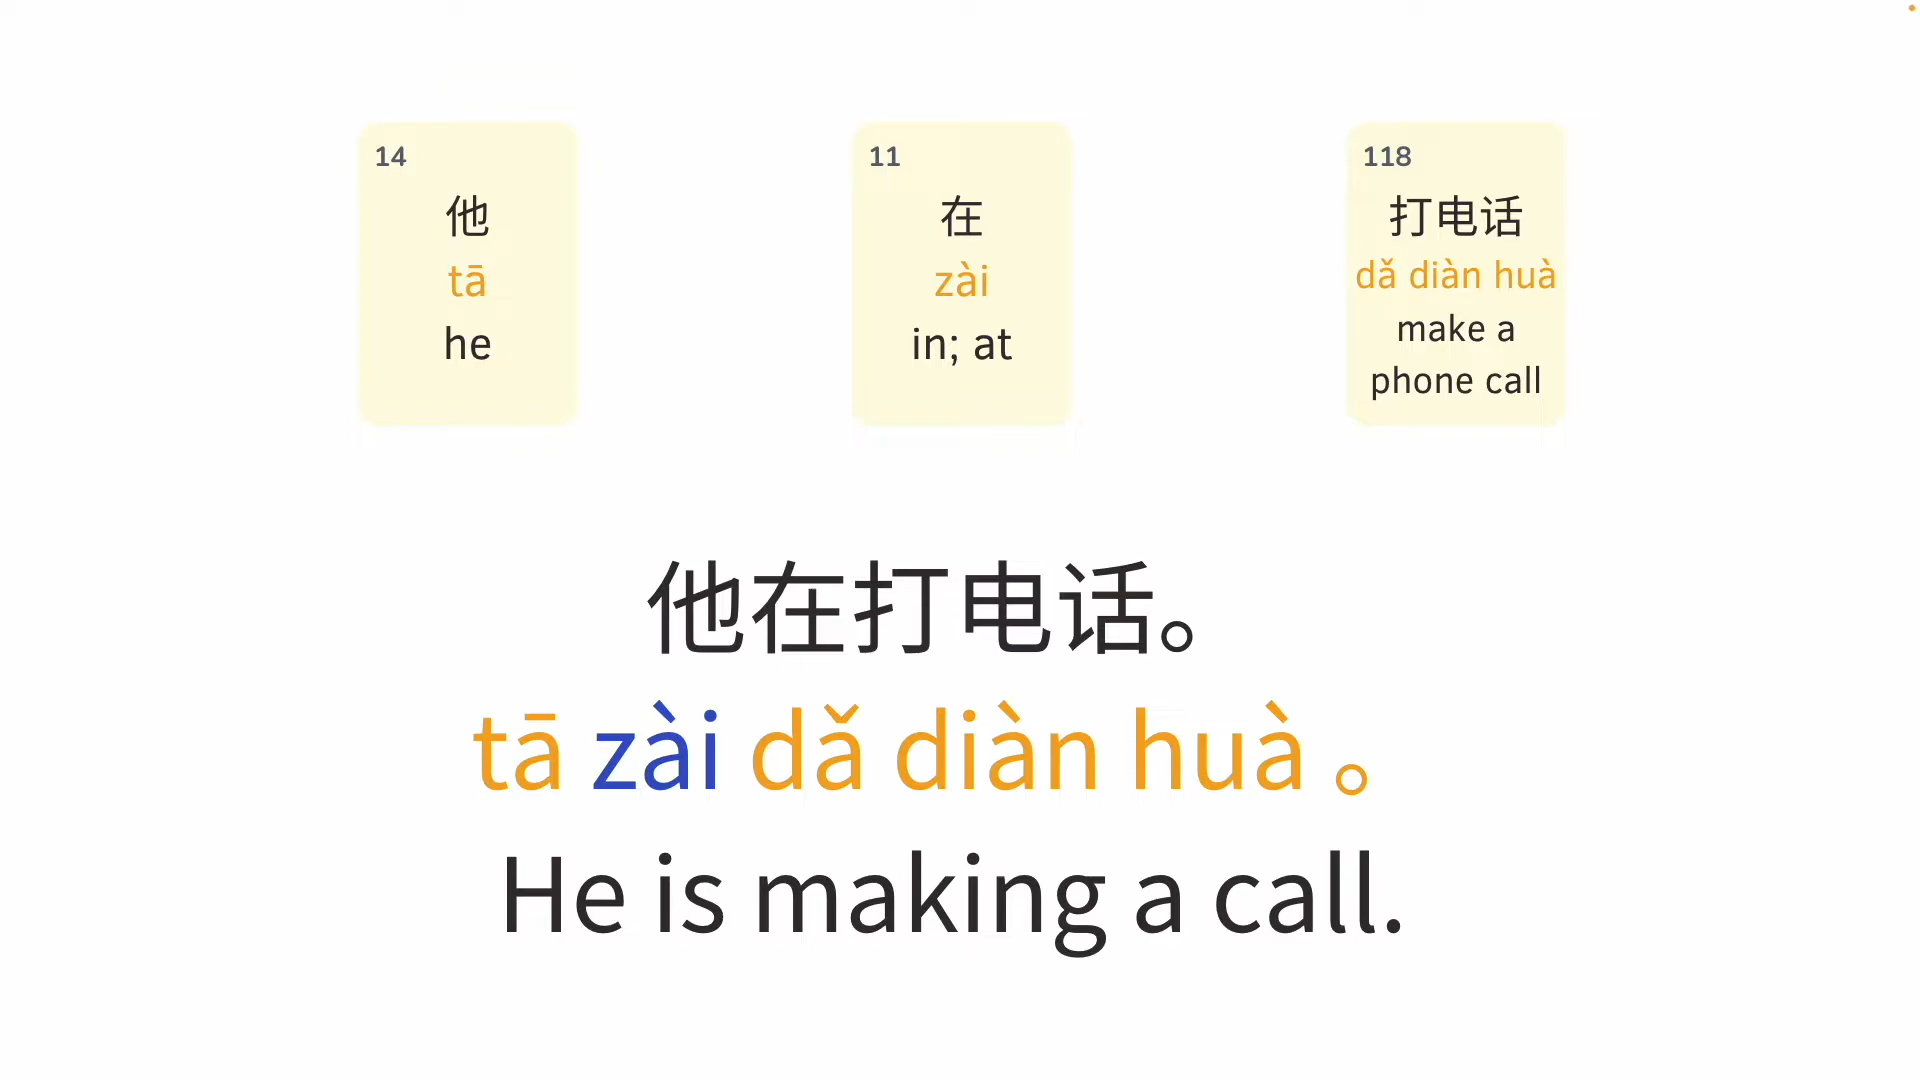 14
他
tā
he
11
在
zài
in; at
118
打电话
dǎ diàn huà
make a
phone call
他在打电话。
tā zài dǎ diàn huà 。
He is making a call.